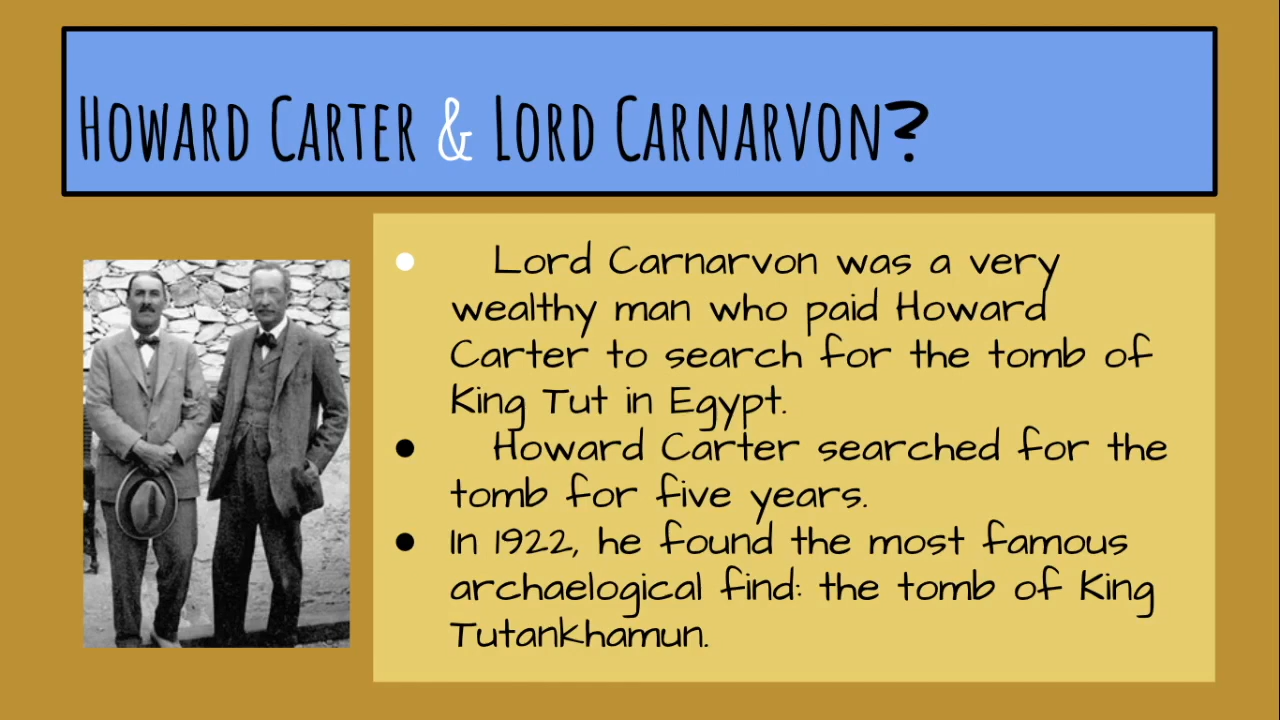 Howard Carter & Lord Carnarvon?
● Lord Carnarvon was a very
wealthy man who paid Howard
Carter to search for the tomb of
King Tut in Egypt.
● Howard Carter searched for the
tomb for five years.
● In 1922, he found the most famous
archaelogical find: the tomb of King
Tutankhamun.